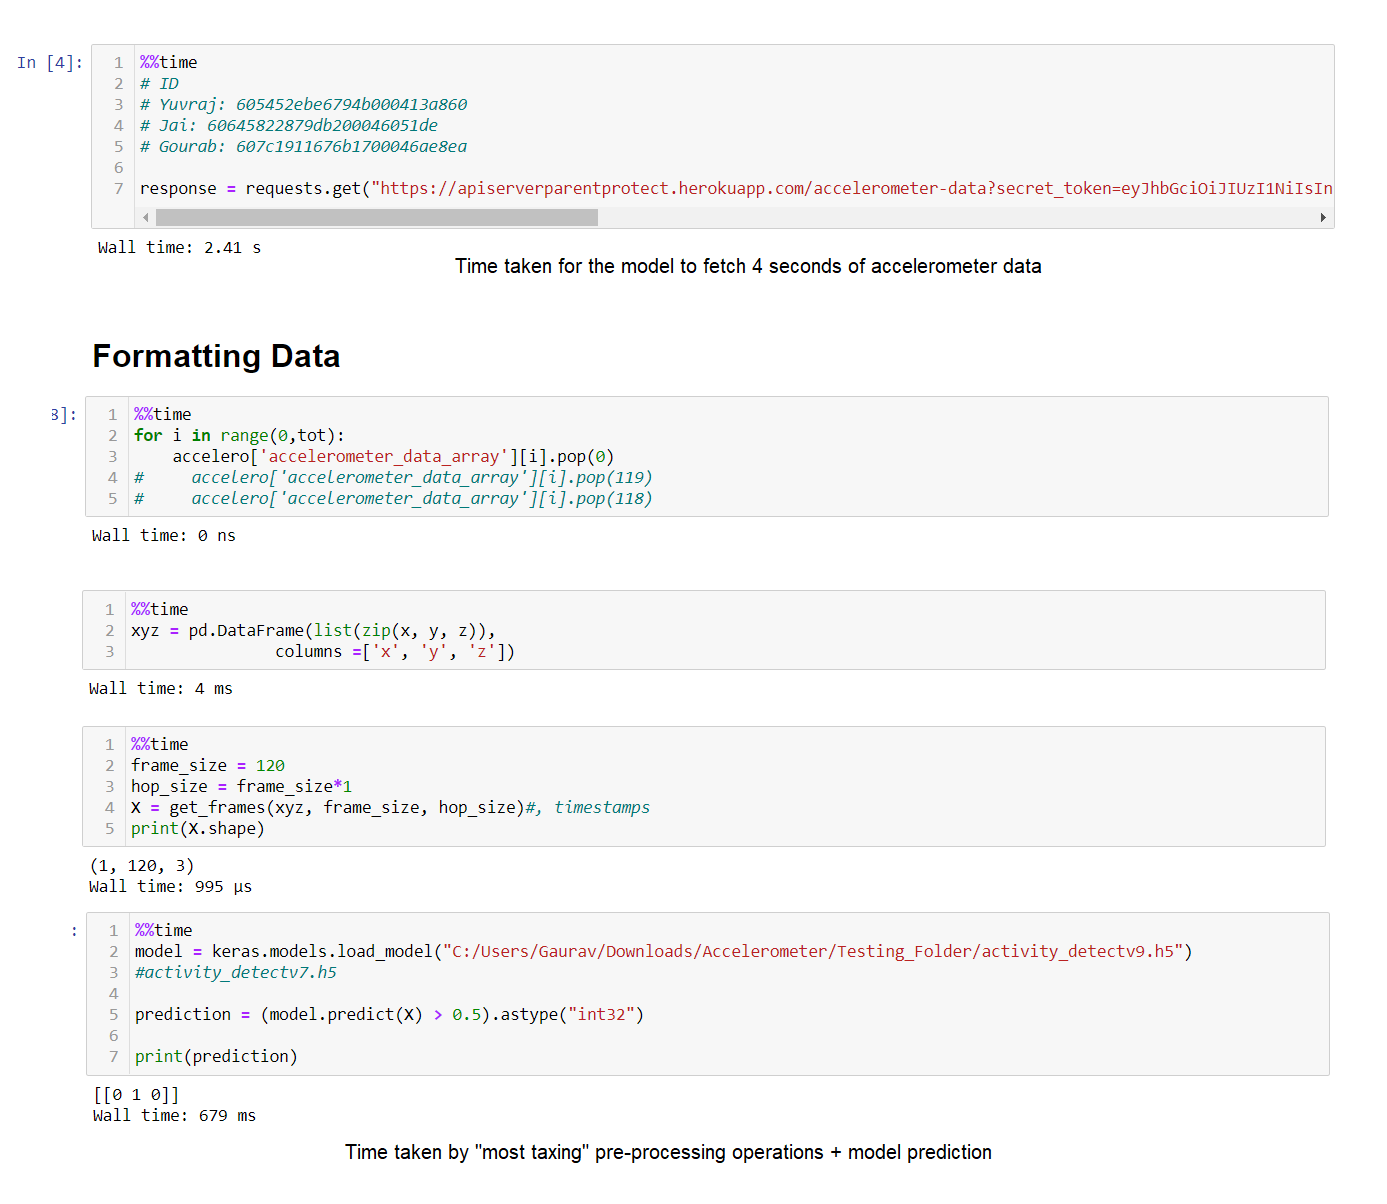 In [4]:
1 %%time
2 # ID
3 # Yuvraj: 605452ebe6794b000413a860
4 # Jai: 60645822879db200046051de
5 # Gourab: 607c1911676b1700046ae8ea
6
7 response = requests.get("https://apiserverparentprotect.herokuapp.com/accelerometer-data?secret_token=eyJhbGciOiJIUzI1NiIsIn
Wall time: 2.41 s
Time taken for the model to fetch 4 seconds of accelerometer data
Formatting Data
8]:
1 %%time
2 for i in range(0,tot):
3     accelero['accelerometer_data_array'][i].pop(0)
4 #     accelero['accelerometer_data_array'][i].pop(119)
5 #     accelero['accelerometer_data_array'][i].pop(118)
Wall time: 0 ns
1 %%time
2 xyz = pd.DataFrame(list(zip(x, y, z)),
3                columns =['x', 'y', 'z'])
Wall time: 4 ms
1 %%time
2 frame_size = 120
3 hop_size = frame_size*1
4 X = get_frames(xyz, frame_size, hop_size)#, timestamps
5 print(X.shape)
(1, 120, 3)
Wall time: 995 µs
:
1 %%time
2 model = keras.models.load_model("C:/Users/Gaurav/Downloads/Accelerometer/Testing_Folder/activity_detectv9.h5")
3 #activity_detectv7.h5
4
5 prediction = (model.predict(X) > 0.5).astype("int32")
6
7 print(prediction)
[[0 1 0]]
Wall time: 679 ms
Time taken by "most taxing" pre-processing operations + model prediction